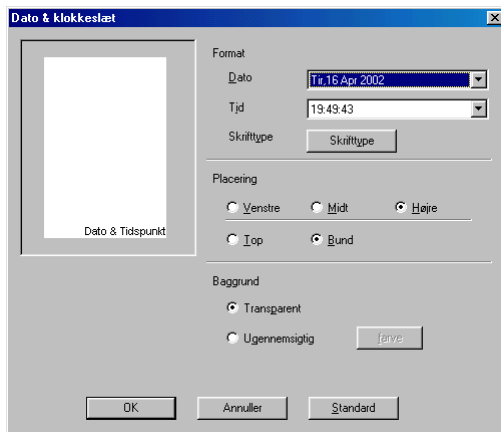 Dato & klokkeslæt
Dato & Tidspunkt
Format
Dato
Tir,16 Apr 2002
Tjd
19:49:43
Skrifttype
Skrifttype
Placering
Venstre
Midt
Højre
Top
Bund
Baggrund
Transparent
Ugennemsigtig
farve
OK
Annuller
Standard